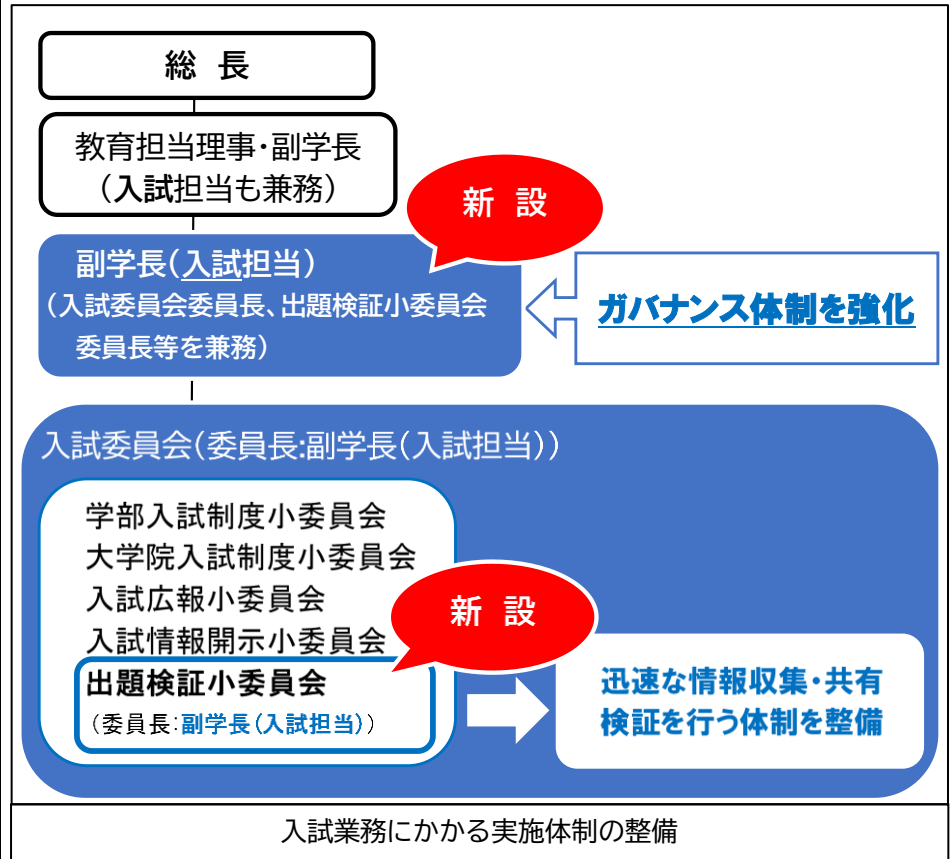 総 長
教育担当理事・副学長
（入試担当も兼務）
新 設
副学長（入試担当）
（入試委員会委員長、出題検証小委員会
委員長等を兼務）
ガバナンス体制を強化
入試委員会（委員長:副学長（入試担当））
学部入試制度小委員会
大学院入試制度小委員会
入試広報小委員会
入試情報開示小委員会
新 設
出題検証小委員会
（委員長:副学長（入試担当））
迅速な情報収集・共有
検証を行う体制を整備
入試業務にかかる実施体制の整備